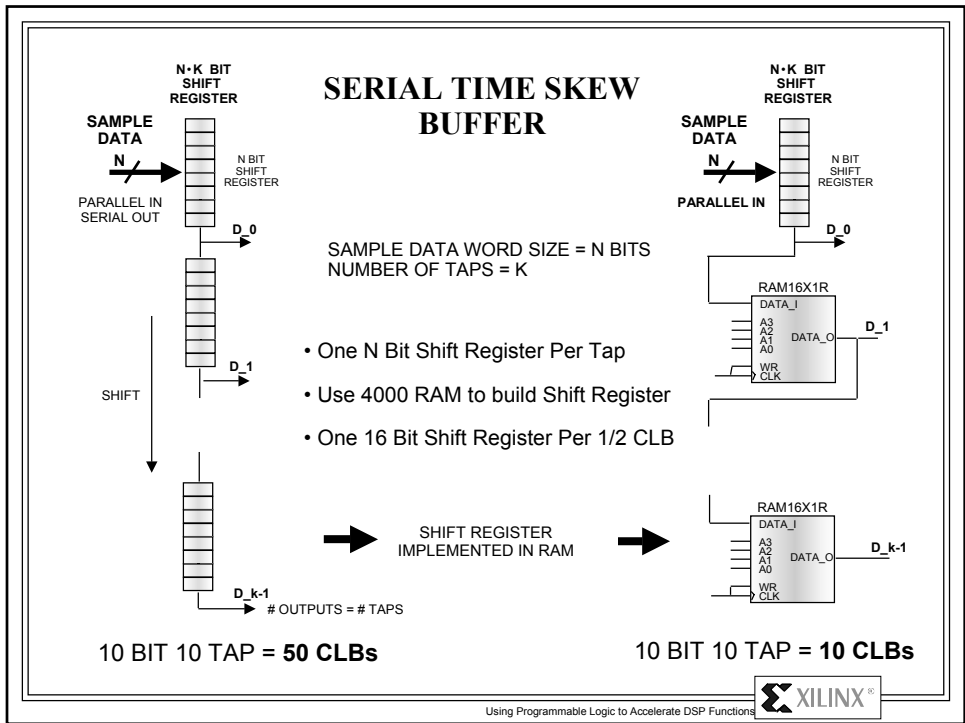 SERIAL TIME SKEW
BUFFER
N•K BIT
SHIFT
REGISTER
SAMPLE
DATA
N
N BIT
SHIFT
REGISTER
PARALLEL IN
SERIAL OUT
D_0
D_1
SHIFT
D_k-1
# OUTPUTS = # TAPS
10 BIT 10 TAP = 50 CLBs
SAMPLE DATA WORD SIZE = N BITS
NUMBER OF TAPS = K
• One N Bit Shift Register Per Tap
• Use 4000 RAM to build Shift Register
• One 16 Bit Shift Register Per 1/2 CLB
SHIFT REGISTER
IMPLEMENTED IN RAM
N•K BIT
SHIFT
REGISTER
SAMPLE
DATA
N
N BIT
SHIFT
REGISTER
PARALLEL IN
D_0
RAM16X1R
DATA_I
A3
A2
A1
A0
DATA_O
D_1
WR
CLK
RAM16X1R
DATA_I
A3
A2
A1
A0
DATA_O
D_k-1
WR
CLK
10 BIT 10 TAP = 10 CLBs
Using Programmable Logic to Accelerate DSP Functions
XILINX®